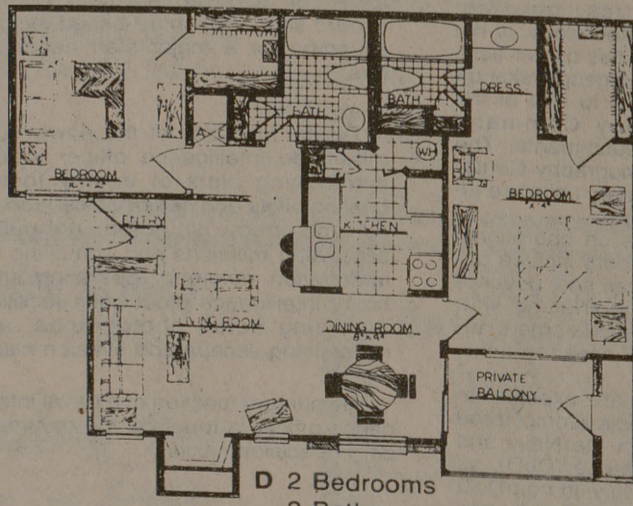 BATH
BATH
DRESS.
A
WH
BEDROOM
BEDROOM
ENTRY
KITCHEN
LIVING ROOM
DINING ROOM
PRIVATE
BALCONY
D 2 Bedrooms